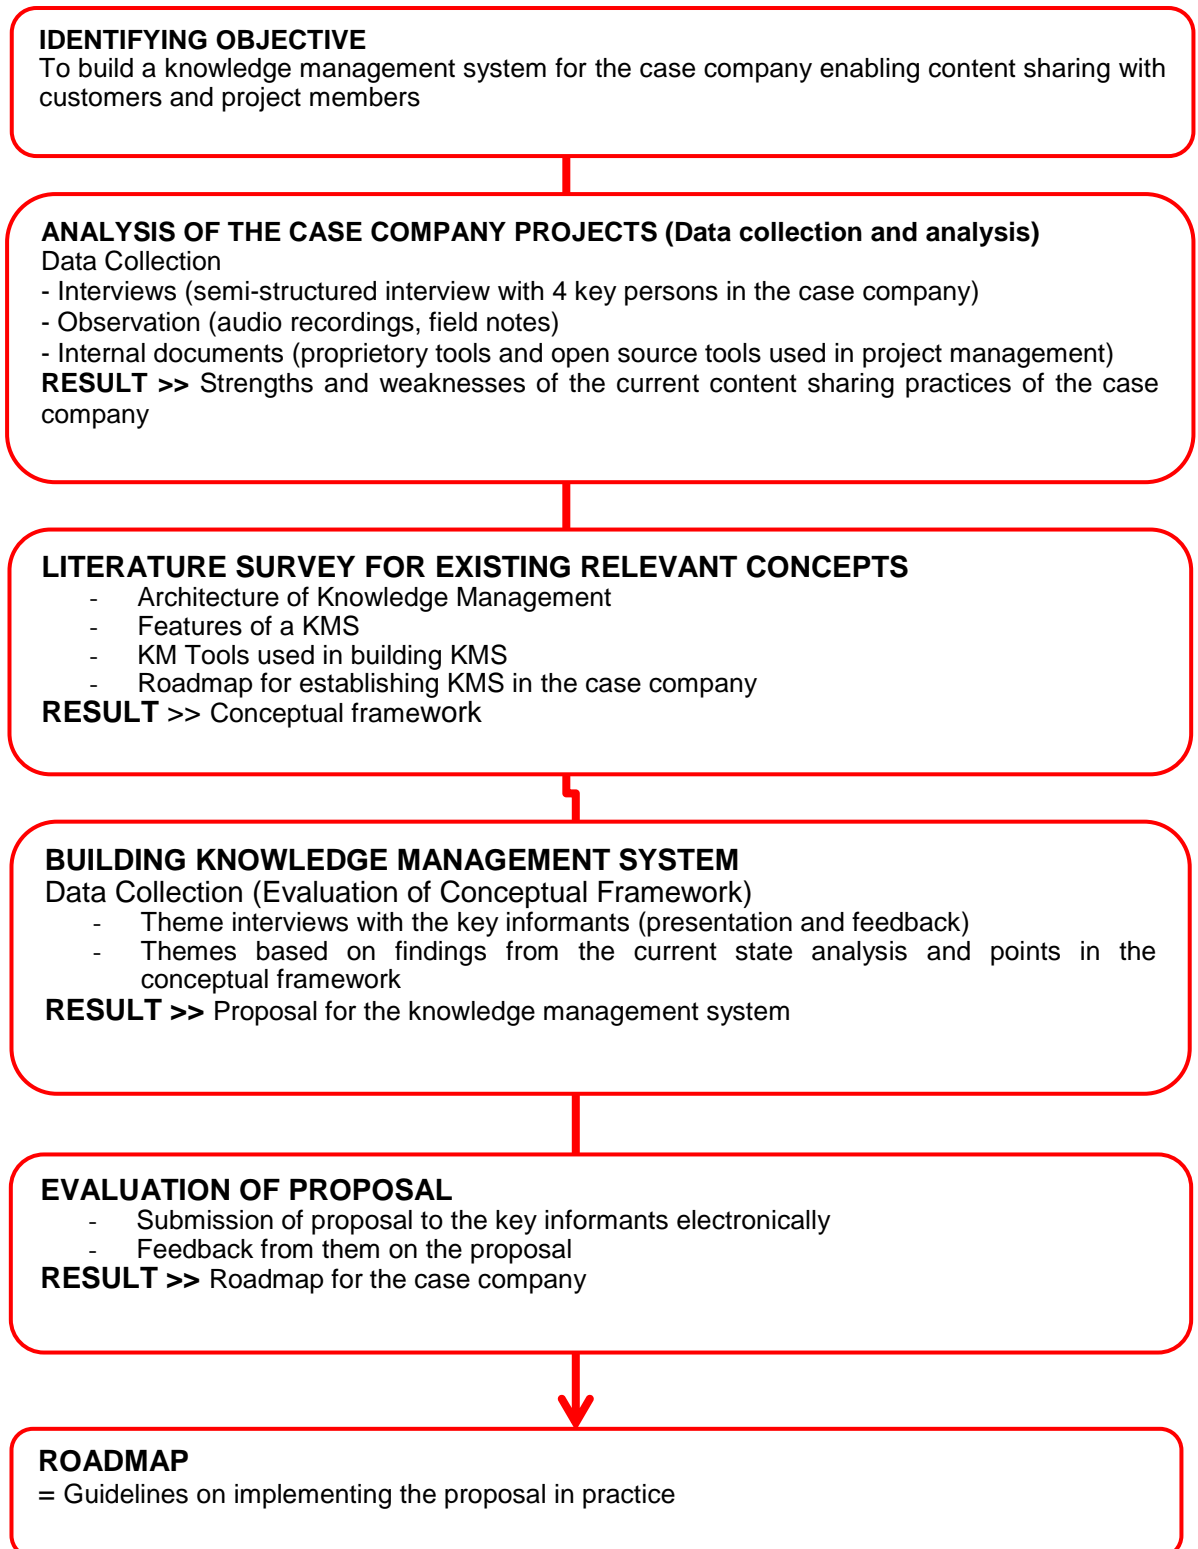 IDENTIFYING OBJECTIVE
To build a knowledge management system for the case company enabling content sharing with
customers and project members
ANALYSIS OF THE CASE COMPANY PROJECTS (Data collection and analysis)
Data Collection
- Interviews (semi-structured interview with 4 key persons in the case company)
- Observation (audio recordings, field notes)
- Internal documents (proprietory tools and open source tools used in project management)
RESULT >> Strengths and weaknesses of the current content sharing practices of the case
company
LITERATURE SURVEY FOR EXISTING RELEVANT CONCEPTS
- Architecture of Knowledge Management
- Features of a KMS
- KM Tools used in building KMS
- Roadmap for establishing KMS in the case company
RESULT >> Conceptual framework
BUILDING KNOWLEDGE MANAGEMENT SYSTEM
Data Collection (Evaluation of Conceptual Framework)
- Theme interviews with the key informants (presentation and feedback)
- Themes based on findings from the current state analysis and points in the
conceptual framework
RESULT >> Proposal for the knowledge management system
EVALUATION OF PROPOSAL
- Submission of proposal to the key informants electronically
- Feedback from them on the proposal
RESULT >> Roadmap for the case company
ROADMAP
= Guidelines on implementing the proposal in practice